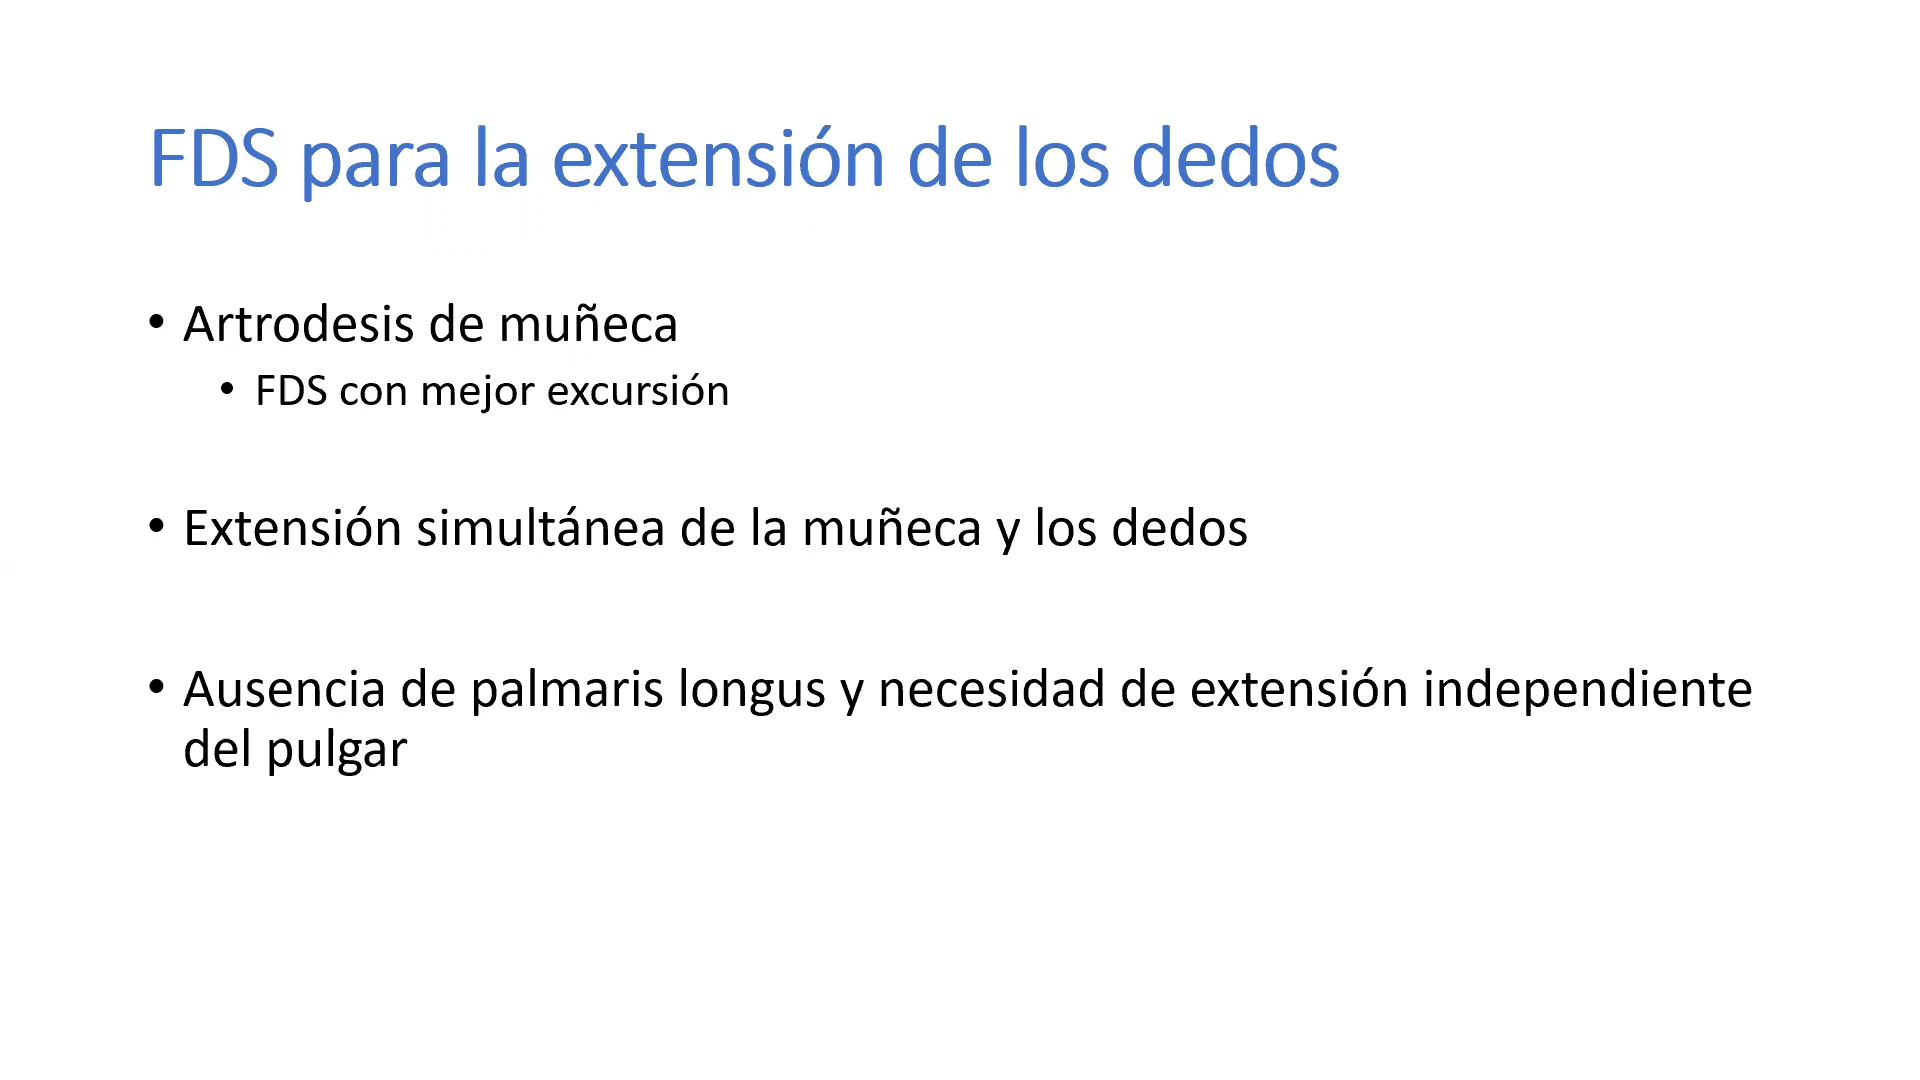 FDS para la extensión de los dedos
• Artrodesis de muñeca
• FDS con mejor excursión
• Extensión simultánea de la muñeca y los dedos
• Ausencia de palmaris longus y necesidad de extensión independiente
del pulgar